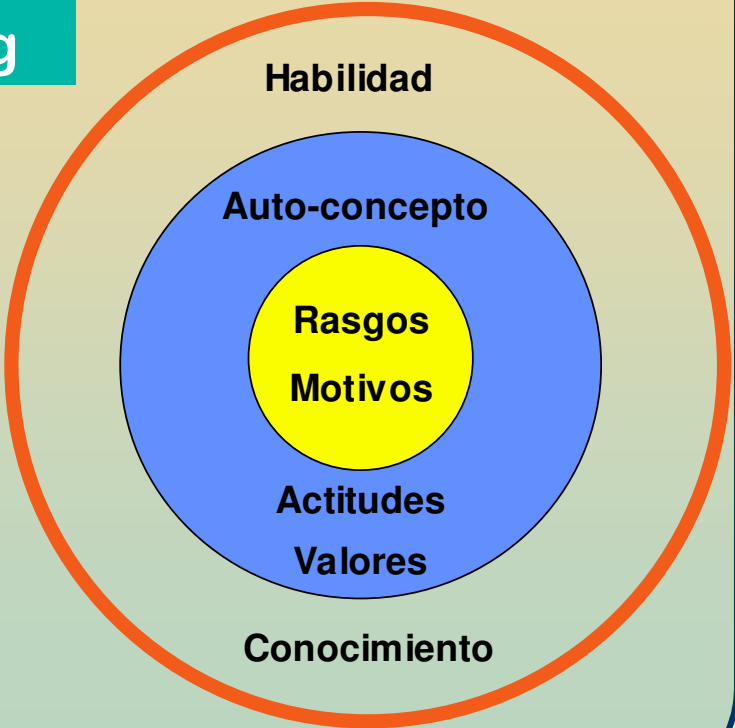 g
Habilidad
Auto-concepto
Rasgos
Motivos
Actitudes
Valores
Conocimiento